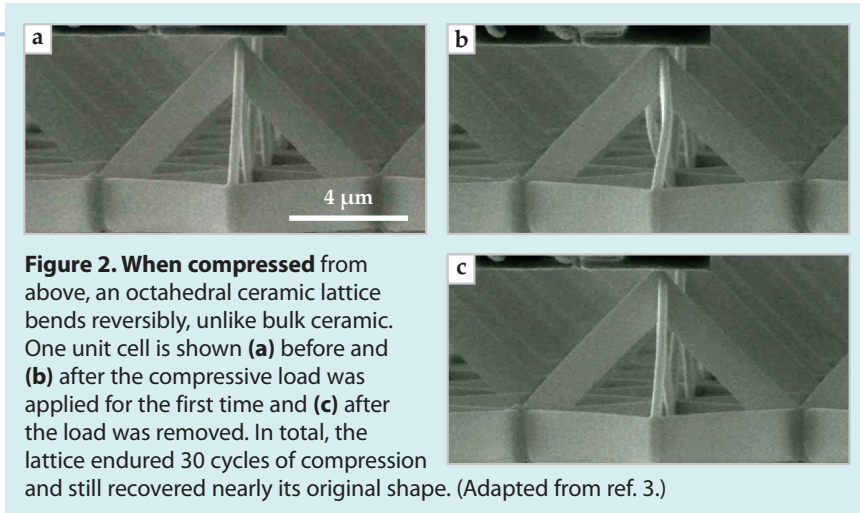 a
b
4 µm
c
Figure 2. When compressed from
above, an octahedral ceramic lattice
bends reversibly, unlike bulk ceramic.
One unit cell is shown (a) before and
(b) after the compressive load was
applied for the first time and (c) after
the load was removed. In total, the
lattice endured 30 cycles of compression
and still recovered nearly its original shape. (Adapted from ref. 3.)